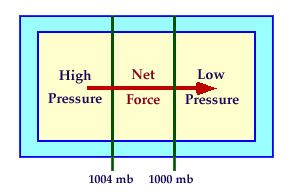 High Net Low
Pressure Force Pressure
1004 mb 1000 mb